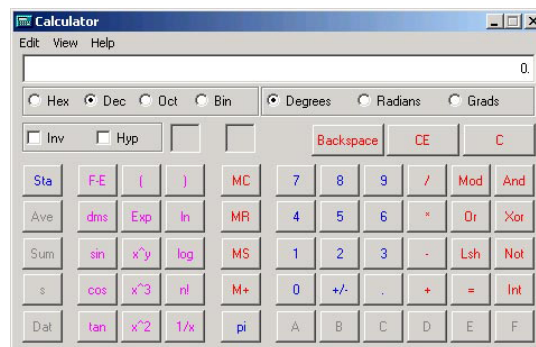 Calculator
Edit View Help
0.
Hex Dec Oct Bin Degrees Radians Grads
Inv Hyp Backspace CE C
Sta F-E ( ) MC 7 8 9 / Mod And
Ave dms Exp ln MR 4 5 6 * Or Xor
Sum sin x^y log MS 1 2 3 - Lsh Not
s cos x^3 n! M+ 0 +/- . + = Int
Dat tan x^2 1/x pi A B C D E F